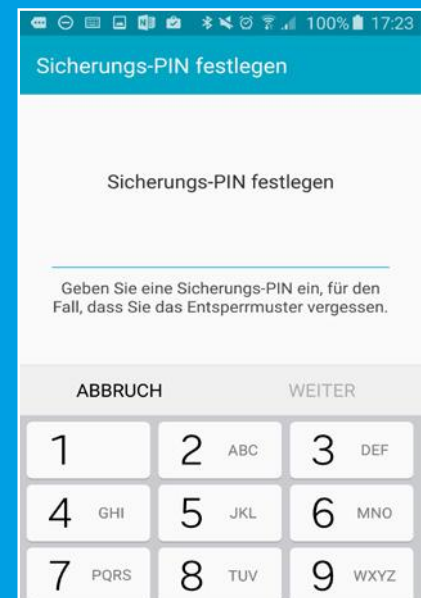 100% 17:23
Sicherungs-PIN festlegen
Sicherungs-PIN festlegen
Geben Sie eine Sicherungs-PIN ein, für den
Fall, dass Sie das Entsperrmuster vergessen.
ABBRUCH WEITER
1 2 ABC 3 DEF
4 GHI 5 JKL 6 MNO
7 PQRS 8 TUV 9 WXYZ